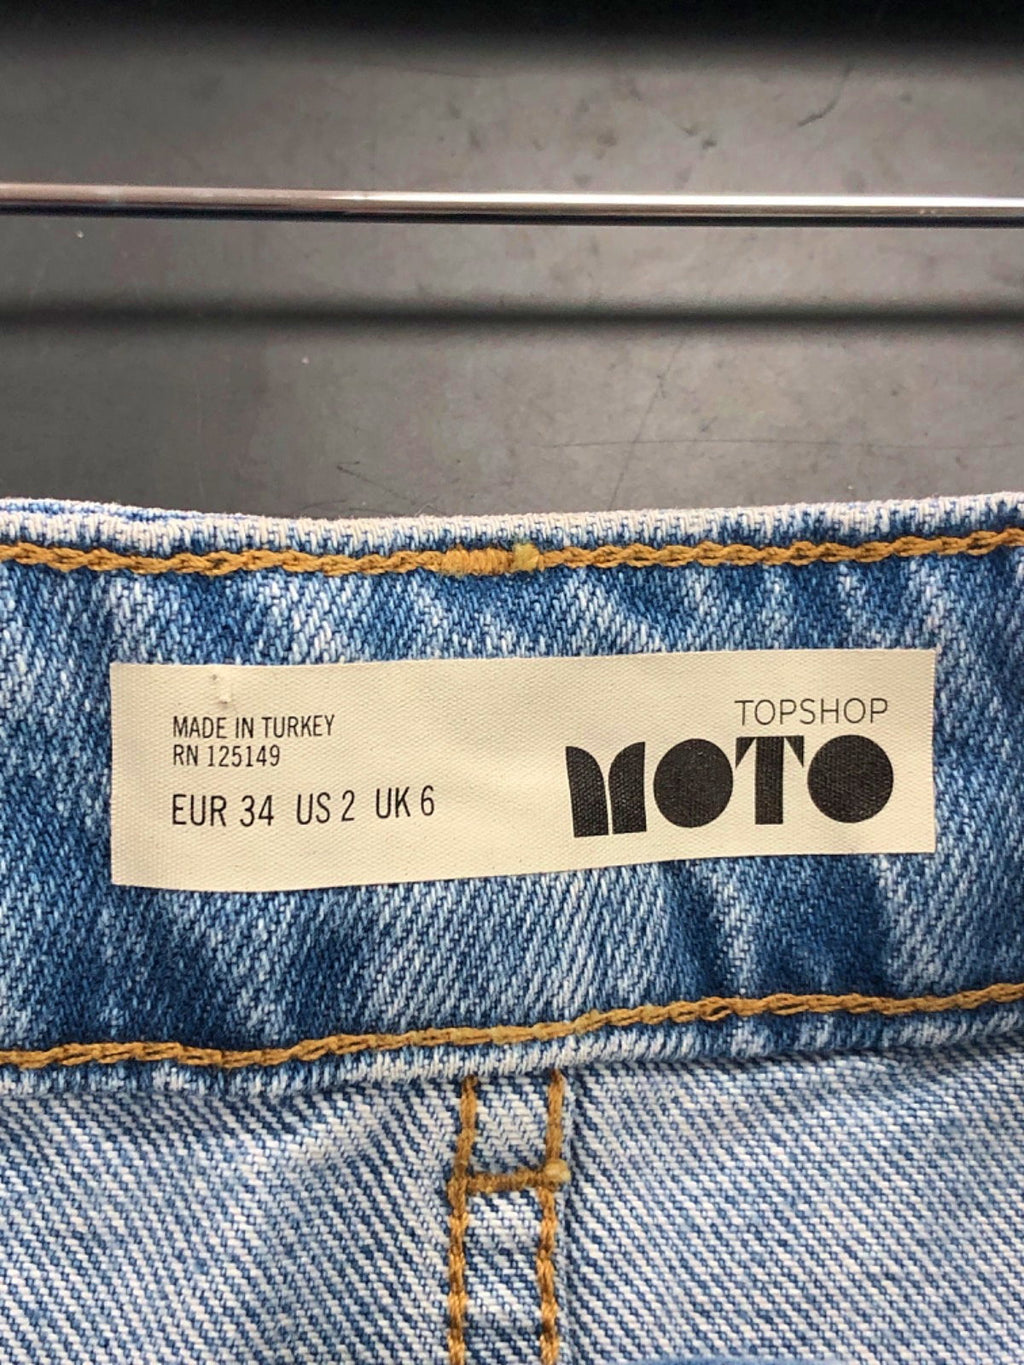 MADE IN TURKEY
RN 125149
EUR 34 US 2 UK 6
TOPSHOP
MOTO